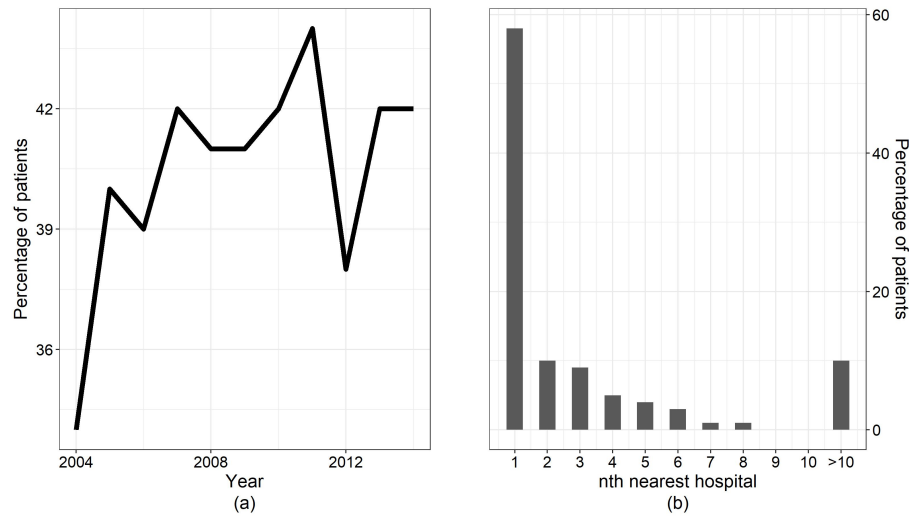 Percentage of patients
42
39
36
2004 2008 2012
Year
(a)
60
40
20
0
Percentage of patients
1 2 3 4 5 6 7 8 9 10 >10
nth nearest hospital
(b)